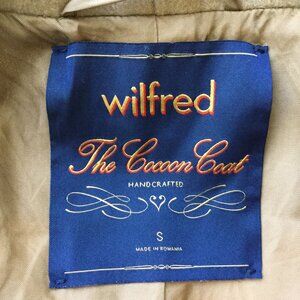 wilfred
The Cocoon Coat
HANDCRAFTED
S
MADE IN ROMANIA